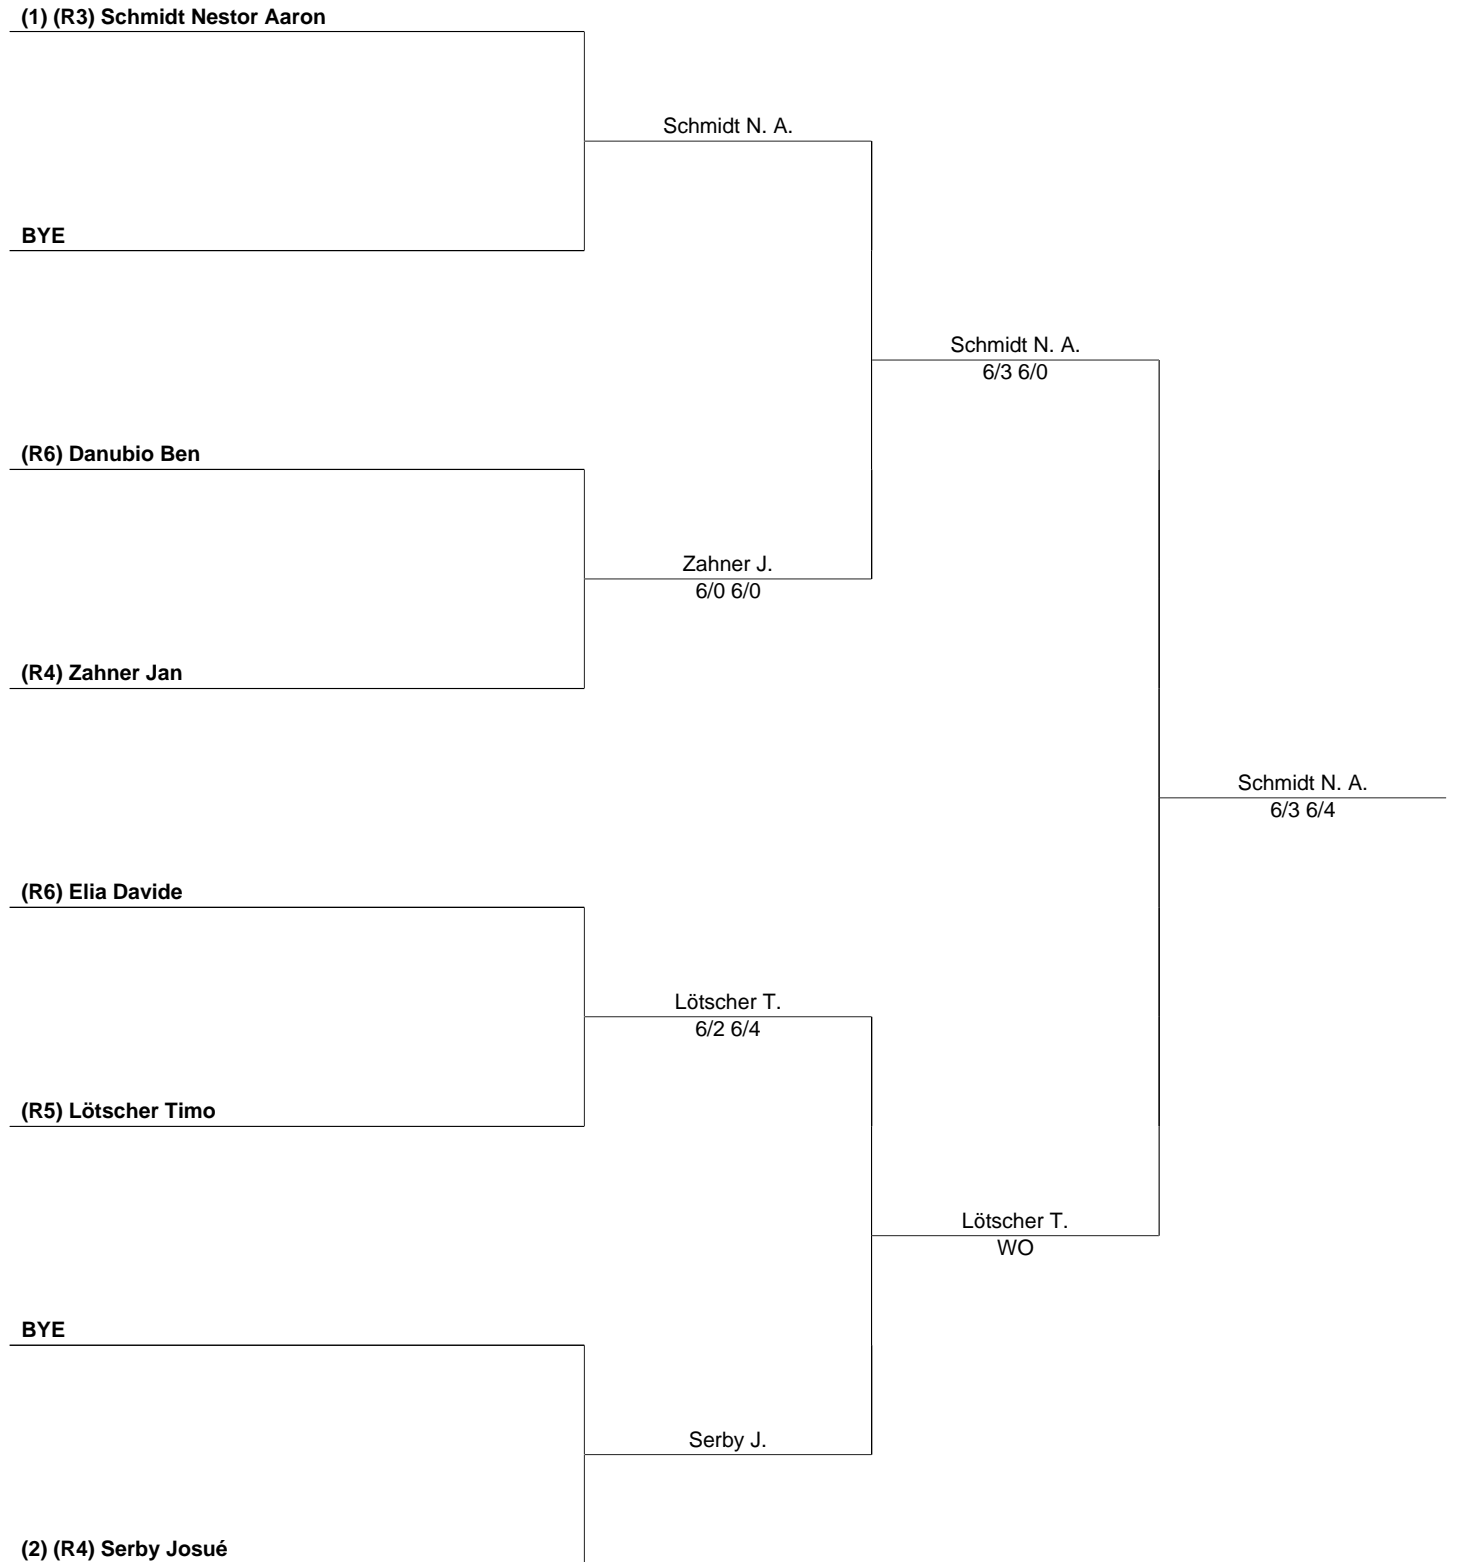 (1) (R3) Schmidt Nestor Aaron
Schmidt N. A.
BYE
Schmidt N. A.
6/3 6/0
(R6) Danubio Ben
Zahner J.
6/0 6/0
(R4) Zahner Jan
Schmidt N. A.
6/3 6/4
(R6) Elia Davide
Lötscher T.
6/2 6/4
(R5) Lötscher Timo
Lötscher T.
WO
BYE
Serby J.
(2) (R4) Serby Josué